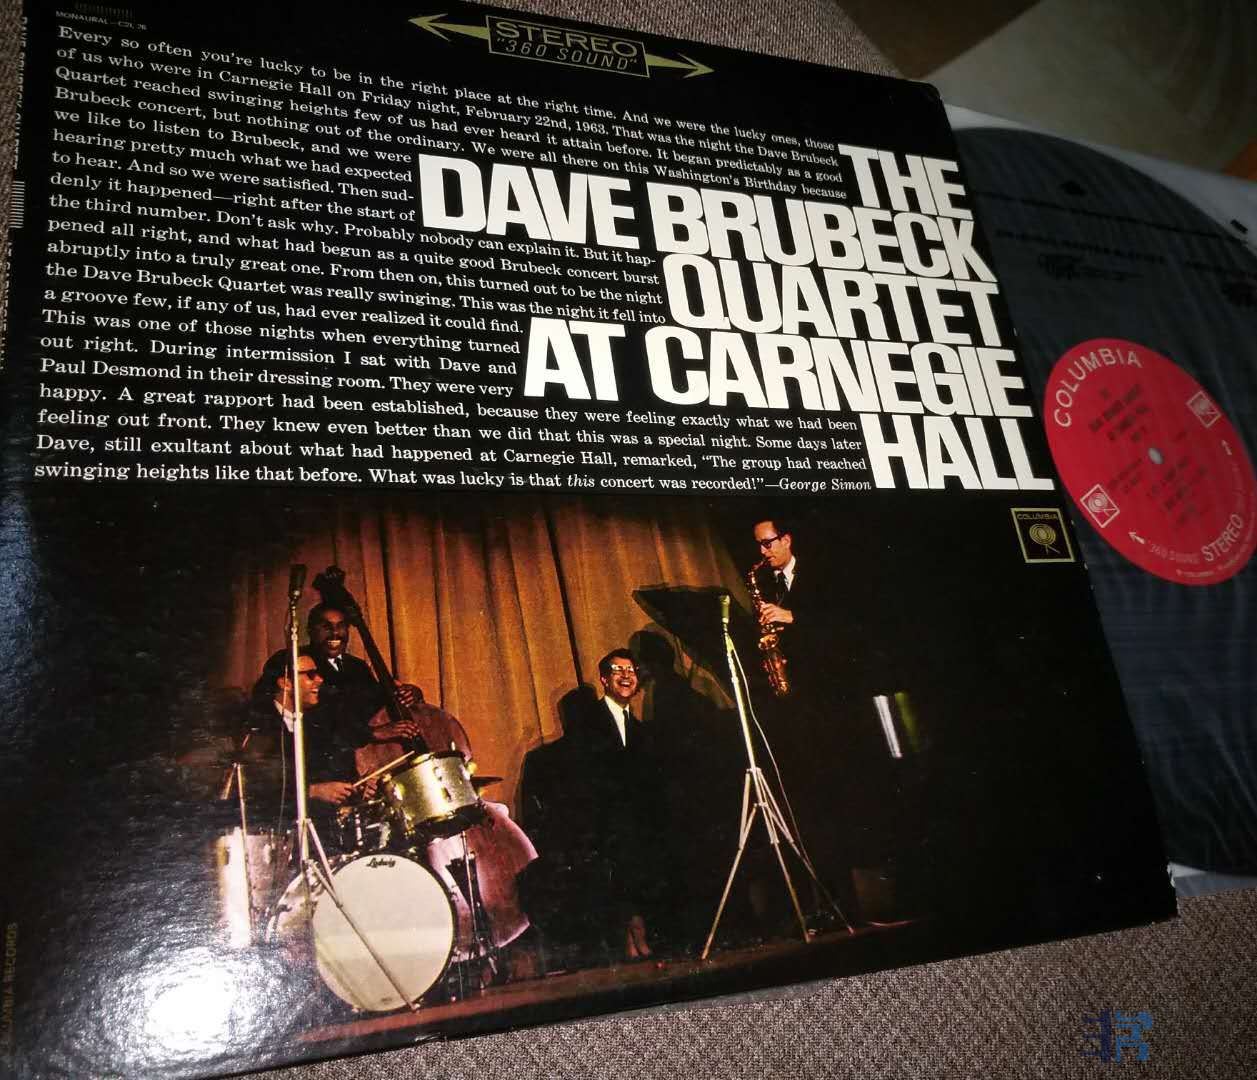 MONAURAL—C2L 26
STEREO
"360 SOUND"
Every so often you're lucky to be in the right place at the right time. And we were the lucky ones, those
of us who were in Carnegie Hall on Friday night, February 22nd, 1963. That was the night the Dave Brubeck
Quartet reached swinging heights few of us had ever heard it attain before. It began predictably as a good
Brubeck concert, but nothing out of the ordinary. We were all there on this Washington's Birthday because
we like to listen to Brubeck, and we were
hearing pretty much what we had expected
to hear. And so we were satisfied. Then sud-
denly it happened—right after the start of
the third number. Don't ask why. Probably nobody can explain it. But it hap-
pened all right, and what had begun as a quite good Brubeck concert burst
abruptly into a truly great one. From then on, this turned out to be the night
the Dave Brubeck Quartet was really swinging. This was the night it fell into
a groove few, if any of us, had ever realized it could find.
This was one of those nights when everything turned
out right. During intermission I sat with Dave and
Paul Desmond in their dressing room. They were very
happy. A great rapport had been established, because they were feeling exactly what we had been
feeling out front. They knew even better than we did that this was a special night. Some days later
Dave, still exultant about what had happened at Carnegie Hall, remarked, "The group had reached
swinging heights like that before. What was lucky is that this concert was recorded!"—George Simon
THE
DAVE BRUBECK
QUARTET
AT CARNEGIE
HALL
COLUMBIA
Ludwig
COLUMBIA
"360 SOUND" STEREO
COLUMBIA RECORDS